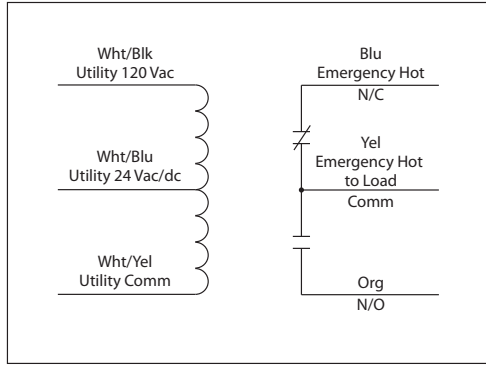 Wht/Blk
Utility 120 Vac
Wht/Blu
Utility 24 Vac/dc
Wht/Yel
Utility Comm
Blu
Emergency Hot
N/C
Yel
Emergency Hot
to Load
Comm
Org
N/O